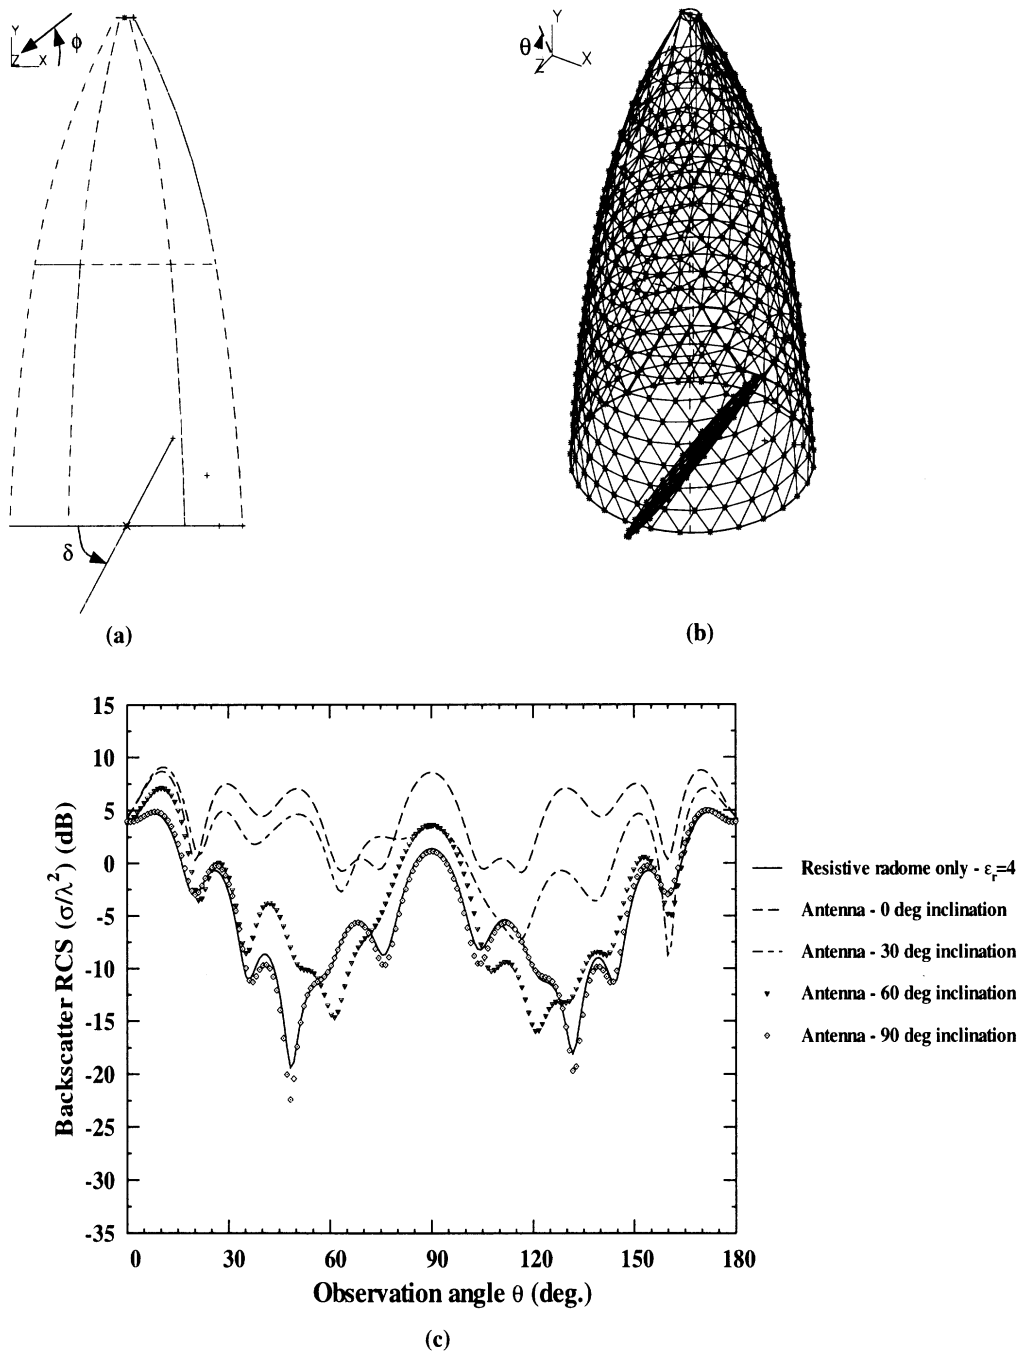 Y
Z
X
ϕ
δ
(a)
Y
θ
Z
X
(b)
Backscatter RCS (σ/λ²) (dB)
15
10
5
0
-5
-10
-15
-20
-25
-30
-35
0 30 60 90 120 150 180
Observation angle θ (deg.)
Resistive radome only - εr=4
Antenna - 0 deg inclination
Antenna - 30 deg inclination
Antenna - 60 deg inclination
Antenna - 90 deg inclination
(c)